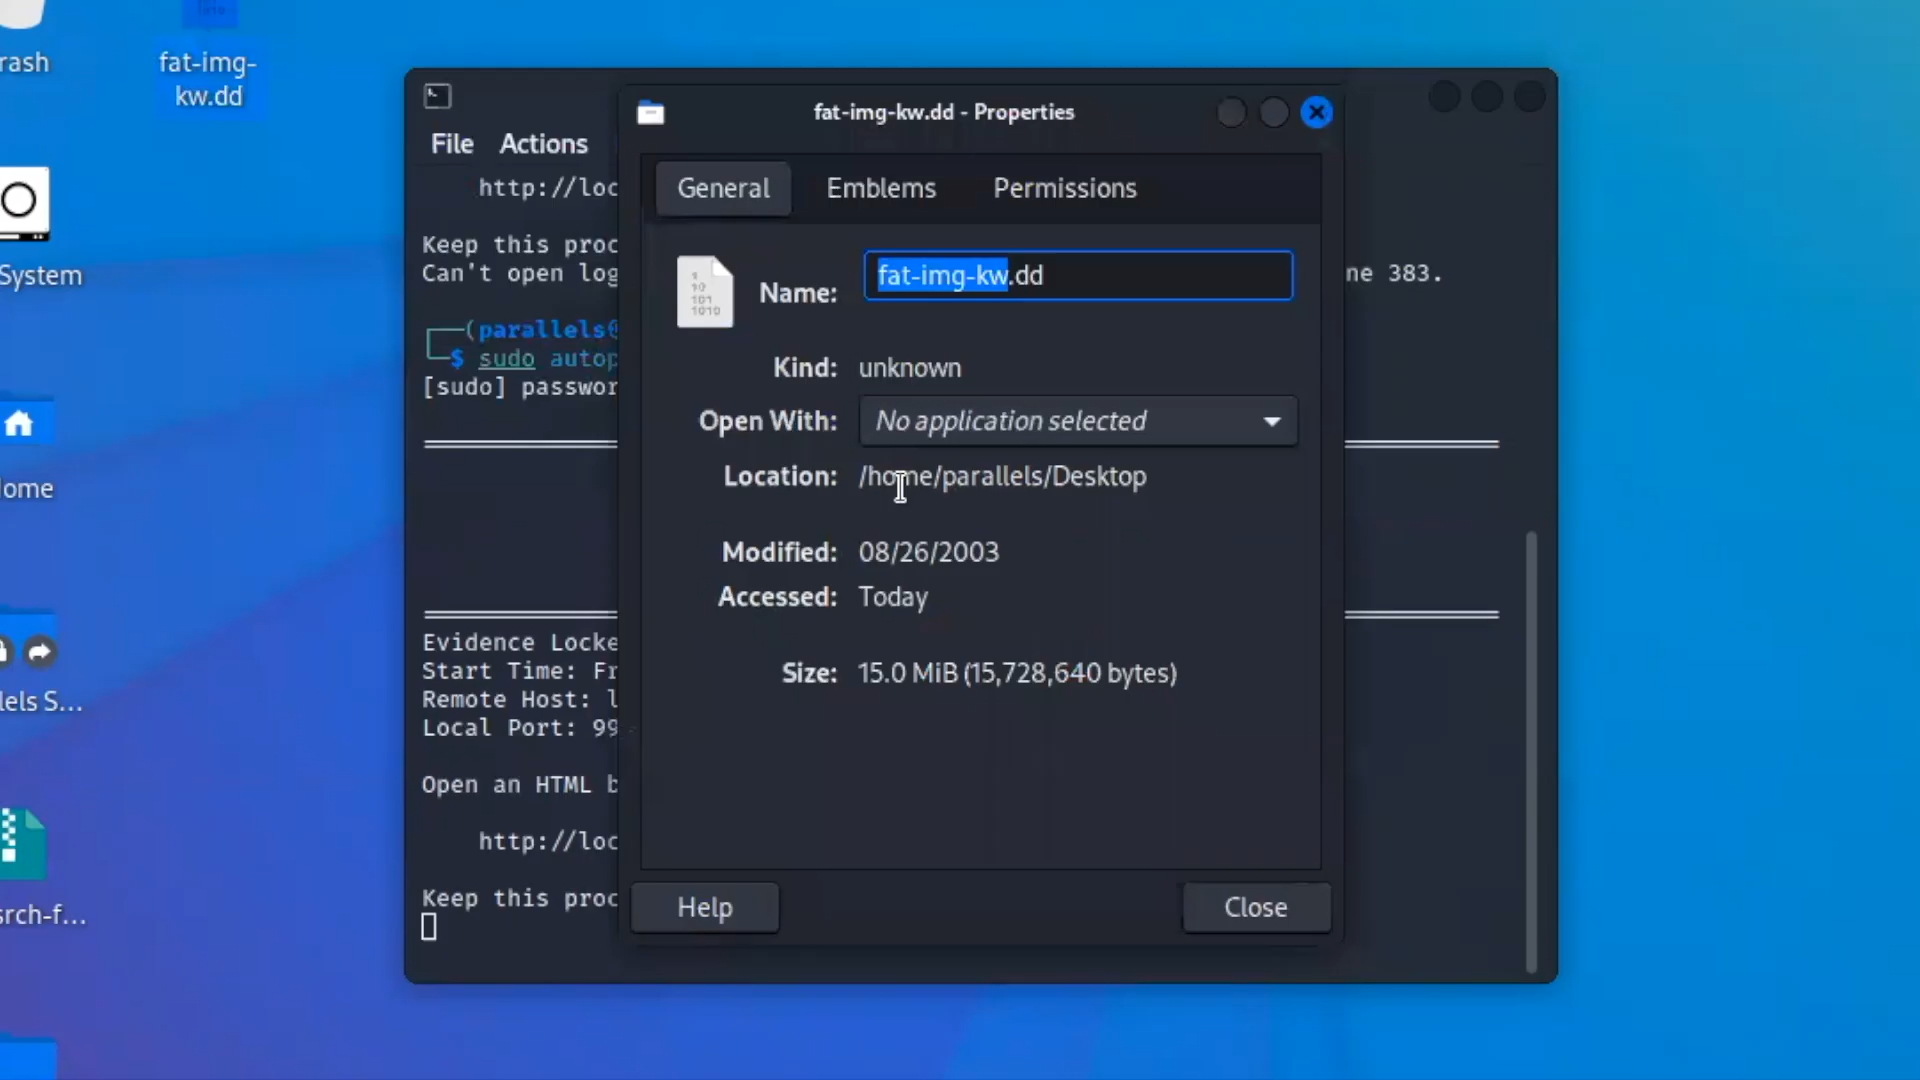 rash
fat-img-
kw.dd
System
ome
lels S...
srch-f...
File Actions
http://loc
Keep this proc
Can't open log
ne 383.
(parallels@
$ sudo autop
[sudo] passwor
Evidence Locke
Start Time: Fr
Remote Host: l
Local Port: 99
Open an HTML b
http://loc
Keep this proc
fat-img-kw.dd - Properties
General Emblems Permissions
Name: fat-img-kw.dd
Kind: unknown
Open With: No application selected
Location: /home/parallels/Desktop
Modified: 08/26/2003
Accessed: Today
Size: 15.0 MiB (15,728,640 bytes)
Help Close